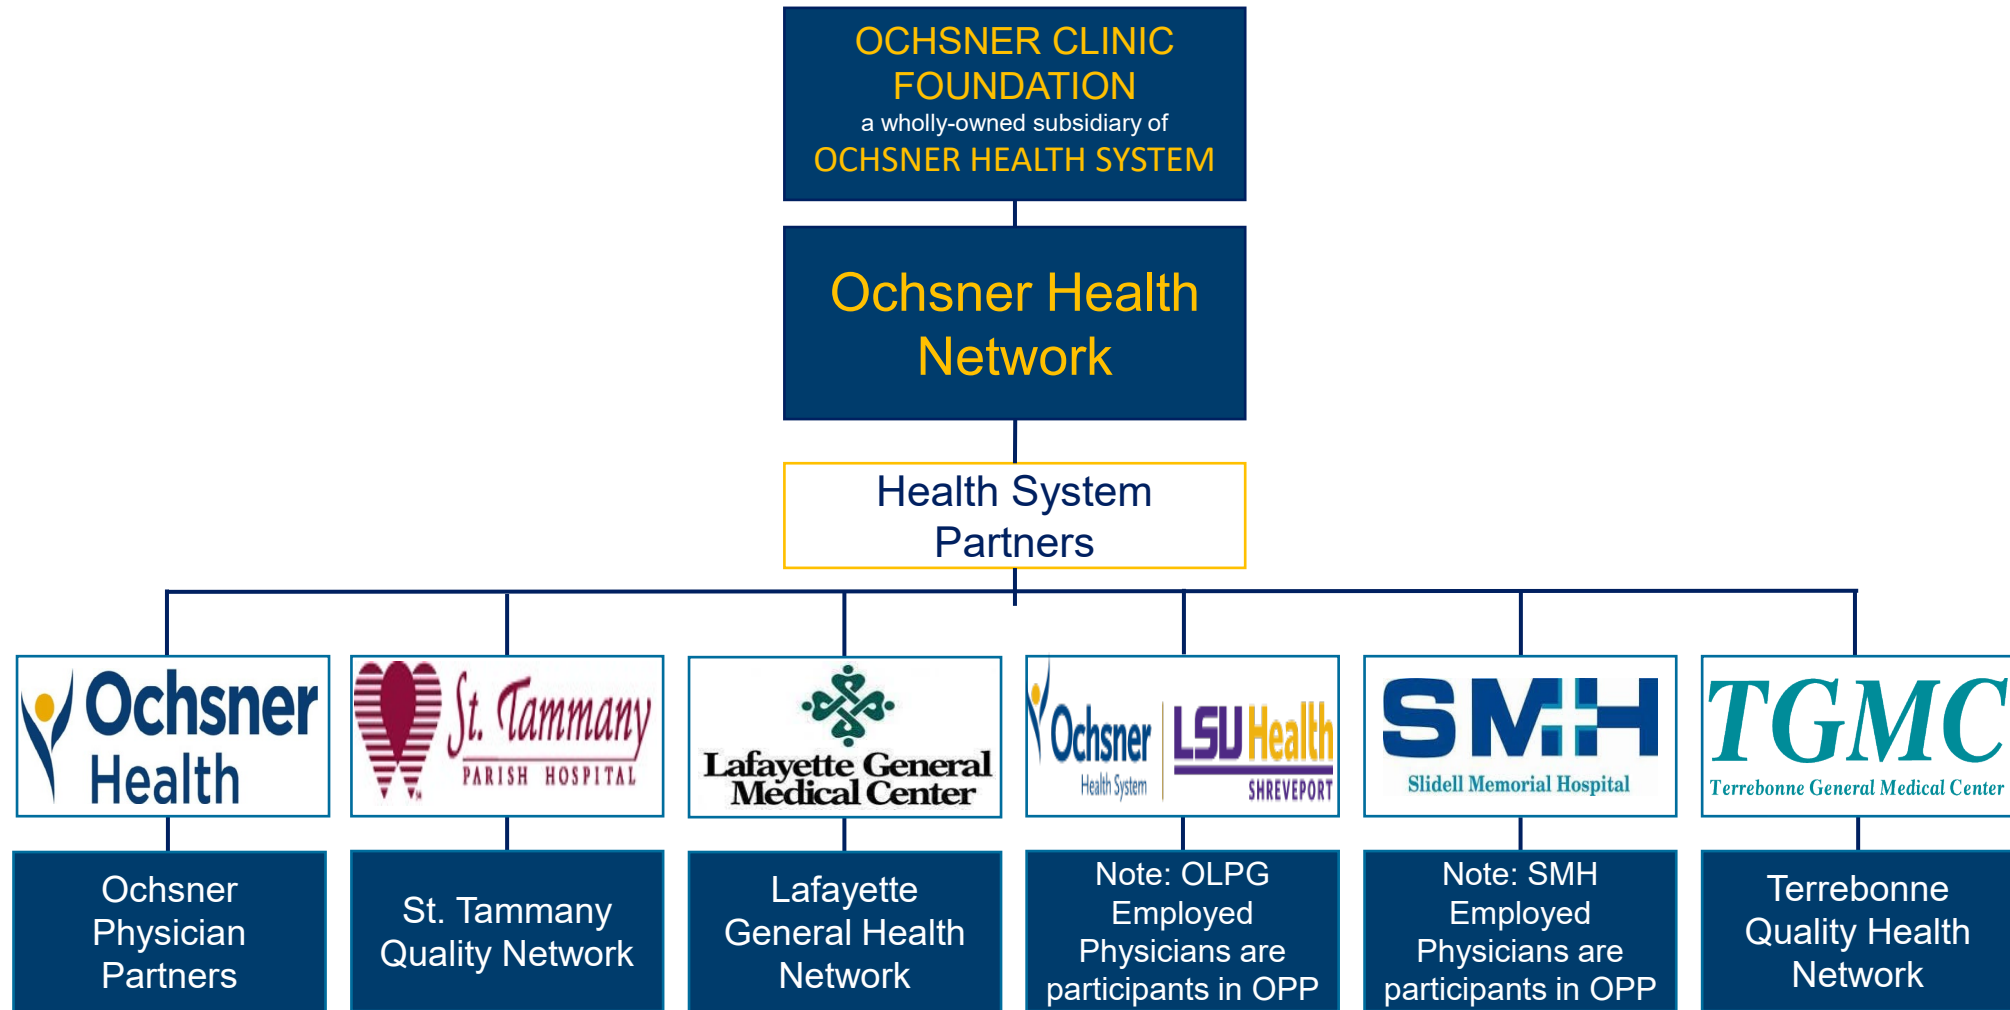 OCHSNER CLINIC
FOUNDATION
a wholly-owned subsidiary of
OCHSNER HEALTH SYSTEM
Ochsner Health
Network
Health System
Partners
Ochsner
Health
St. Tammany
PARISH HOSPITAL
Lafayette General
Medical Center
Ochsner
Health System
LSU Health
SHREVEPORT
SMH
Slidell Memorial Hospital
TGMC
Terrebonne General Medical Center
Ochsner
Physician
Partners
St. Tammany
Quality Network
Lafayette
General Health
Network
Note: OLPG
Employed
Physicians are
participants in OPP
Note: SMH
Employed
Physicians are
participants in OPP
Terrebonne
Quality Health
Network